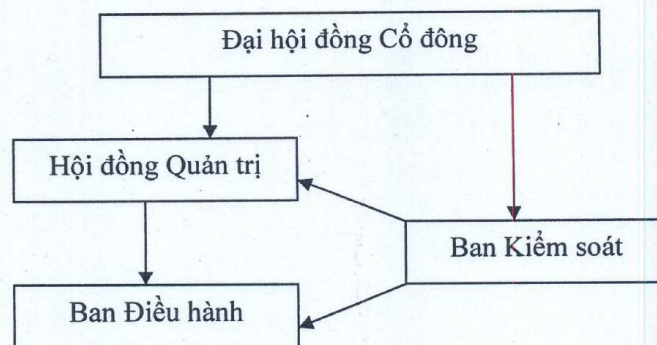 Đại hội đồng Cổ đông
Hội đồng Quản trị
Ban Kiểm soát
Ban Điều hành